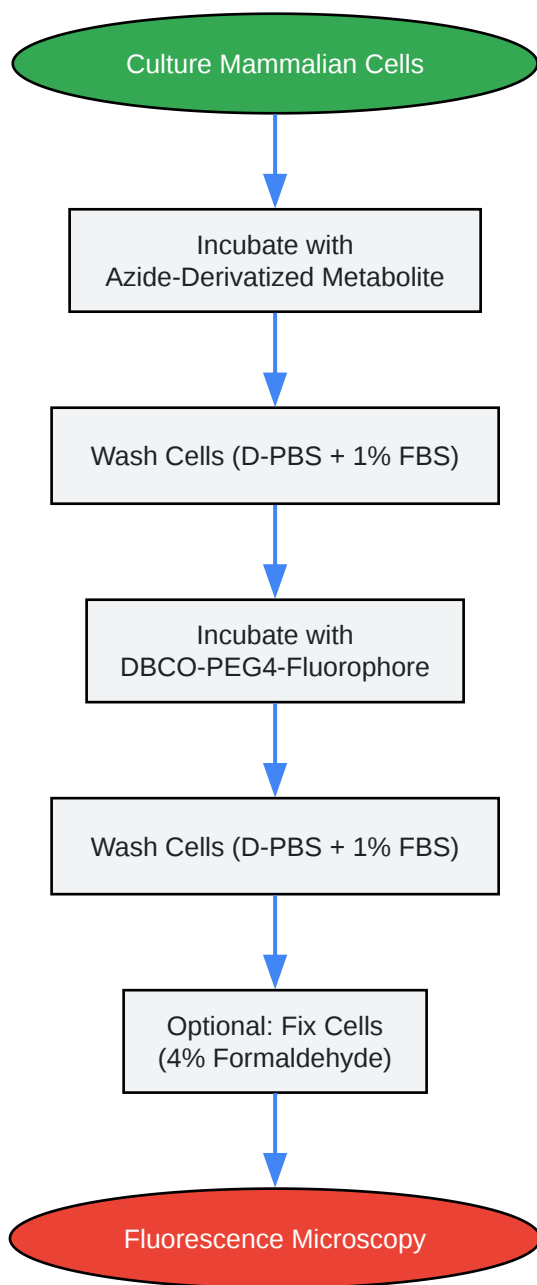 Culture Mammalian Cells
Incubate with
Azide-Derivatized Metabolite
Wash Cells (D-PBS + 1% FBS)
Incubate with
DBCO-PEG4-Fluorophore
Wash Cells (D-PBS + 1% FBS)
Optional: Fix Cells
(4% Formaldehyde)
Fluorescence Microscopy